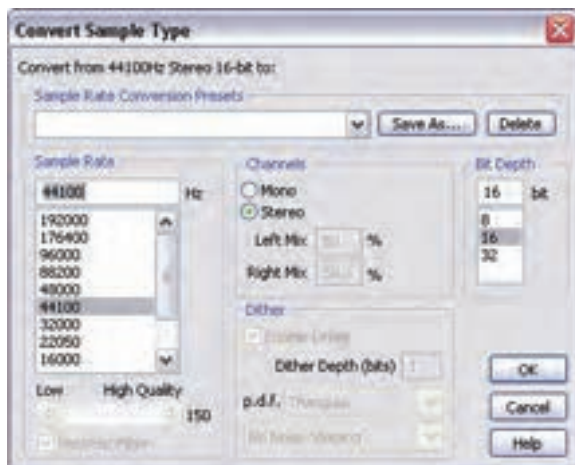 Convert Sample Type
Convert from 44100Hz Stereo 16-bit to:
Sample Rate Conversion Presets
Save As...
Delete
Sample Rate
44100 Hz
192000
176400
96000
88200
48000
44100
32000
22050
16000
Low High Quality
150
Channels
Mono
Stereo
Left Mix %
Right Mix %
Dither
Dither Depth (bits)
p.d.f. Triangular
Bit Depth
16 bit
8
16
32
OK
Cancel
Help